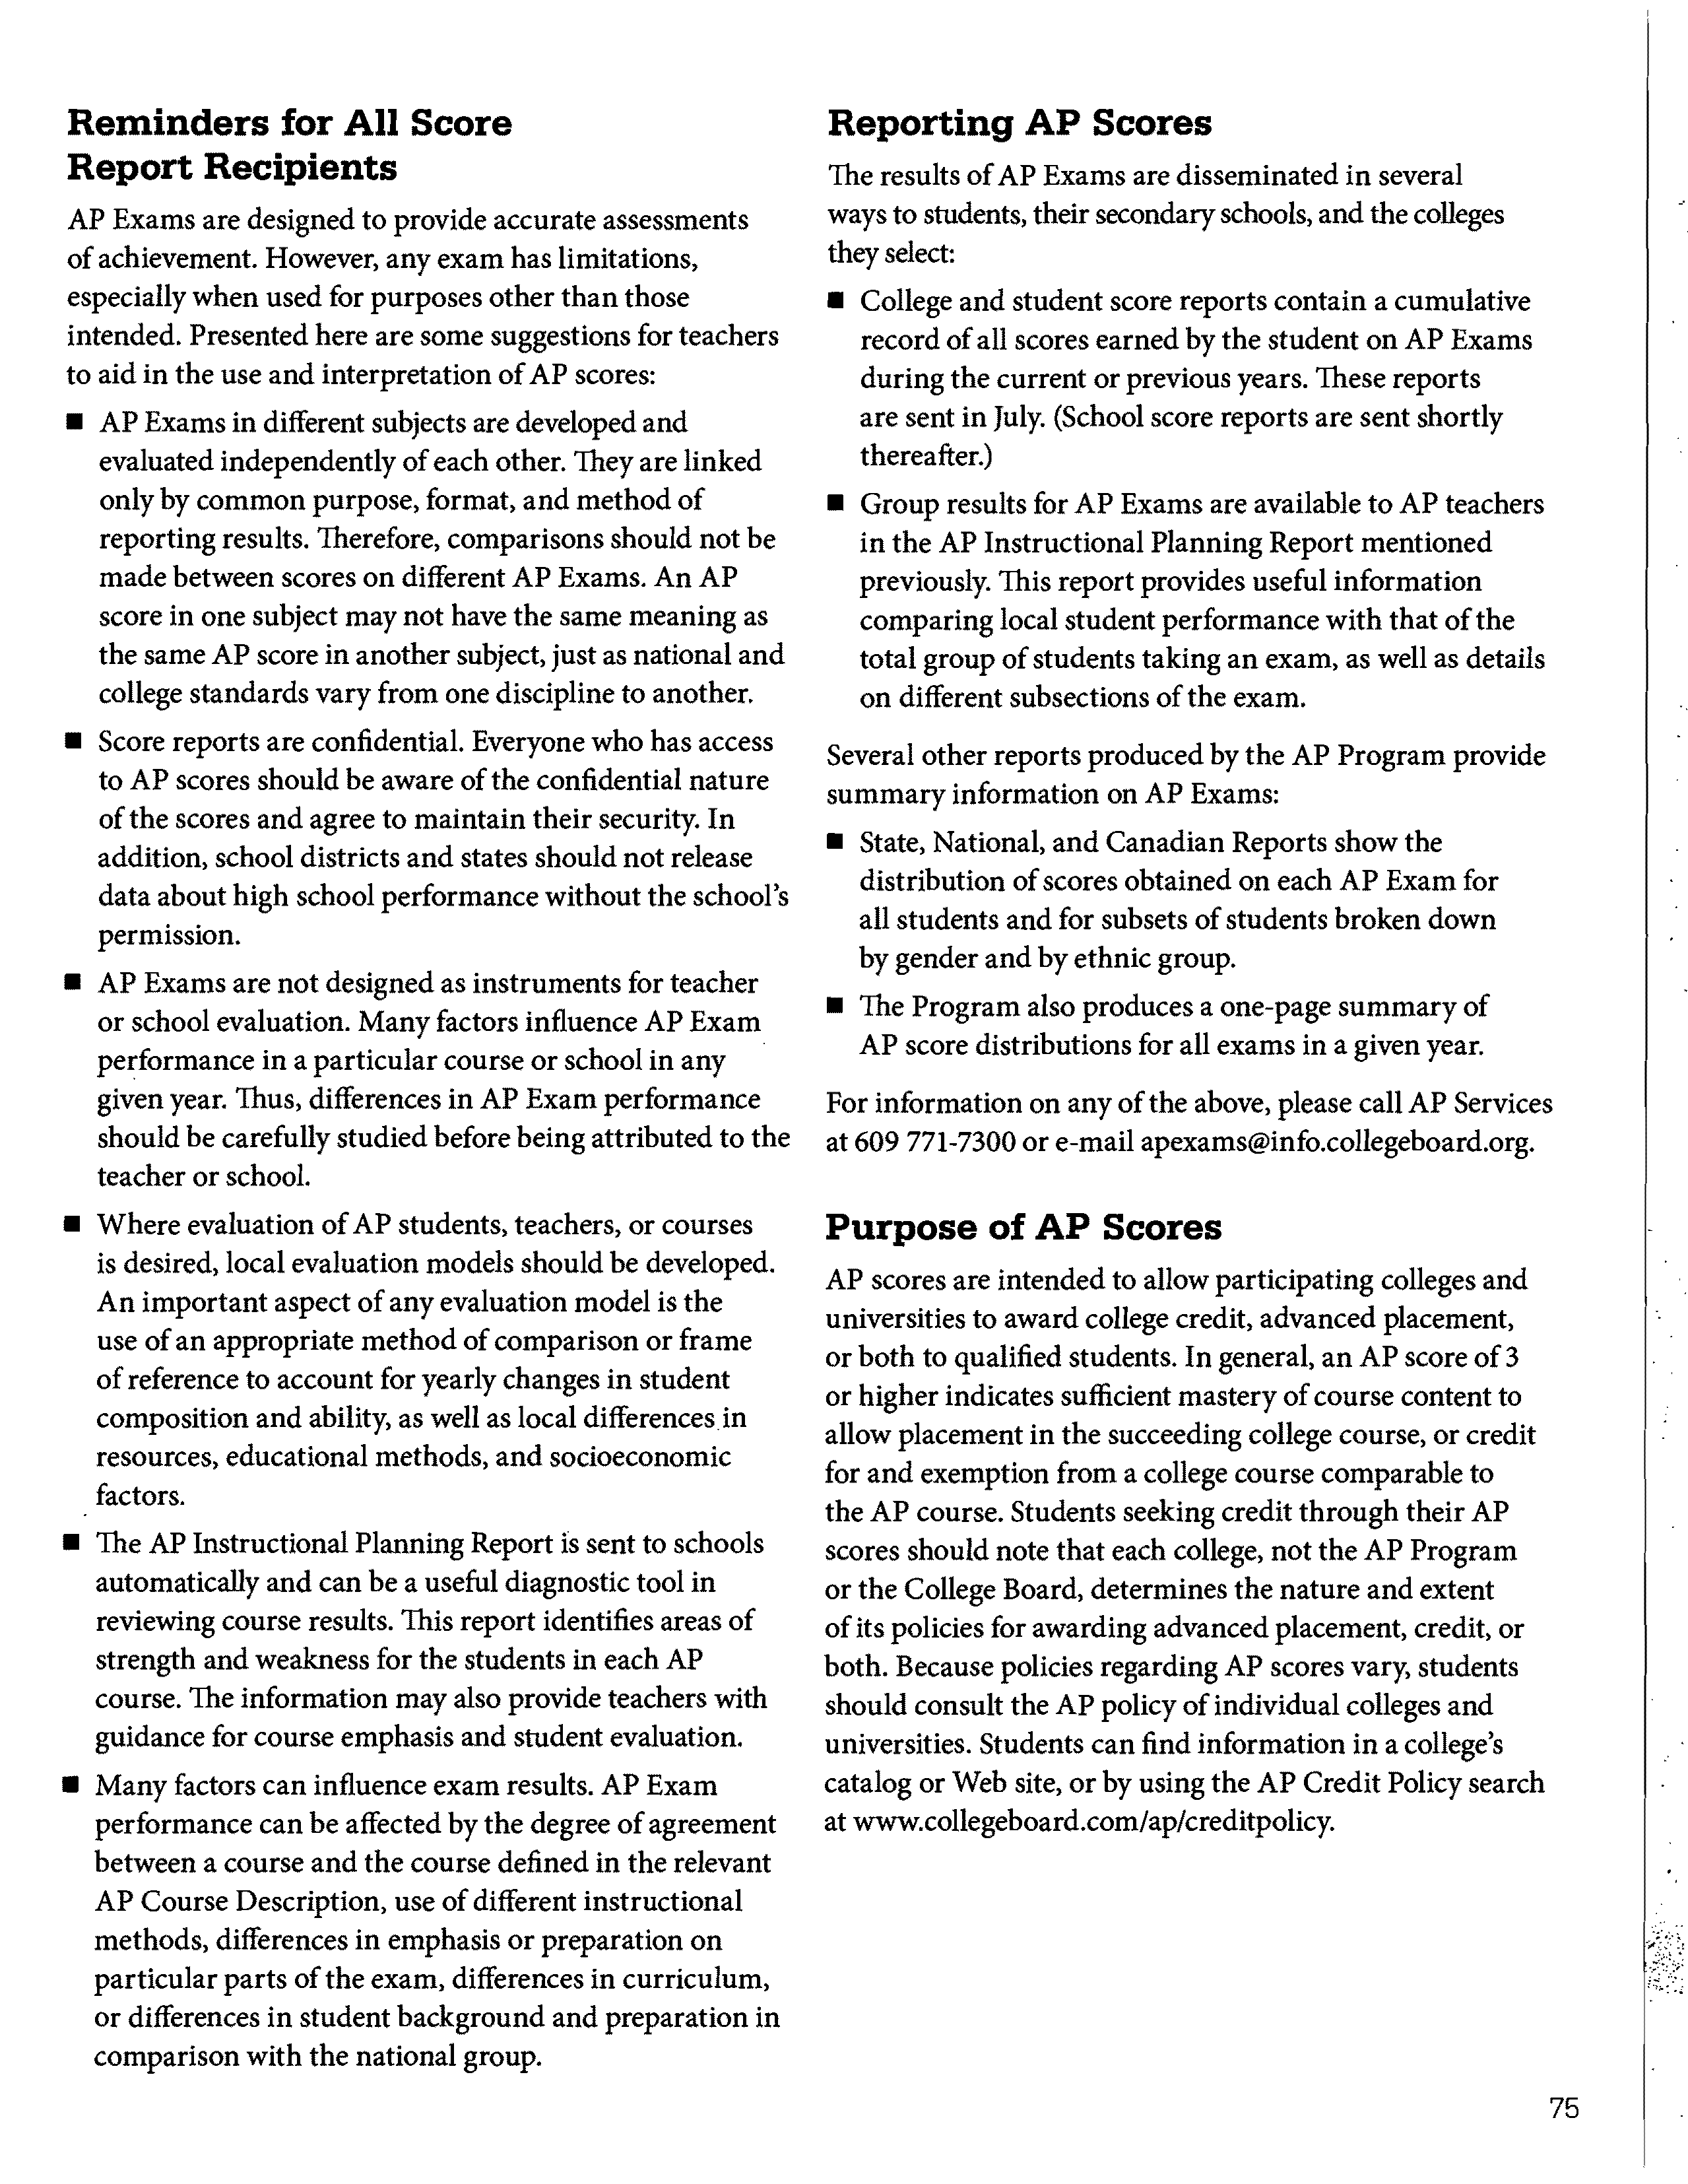 Reminders for All Score
Report Recipients
AP Exams are designed to provide accurate assessments
of achievement. However, any exam has limitations,
especially when used for purposes other than those
intended. Presented here are some suggestions for teachers
to aid in the use and interpretation of AP scores:
■ AP Exams in different subjects are developed and
evaluated independently of each other. They are linked
only by common purpose, format, and method of
reporting results. Therefore, comparisons should not be
made between scores on different AP Exams. An AP
score in one subject may not have the same meaning as
the same AP score in another subject, just as national and
college standards vary from one discipline to another.
■ Score reports are confidential. Everyone who has access
to AP scores should be aware of the confidential nature
of the scores and agree to maintain their security. In
addition, school districts and states should not release
data about high school performance without the school's
permission.
■ AP Exams are not designed as instruments for teacher
or school evaluation. Many factors influence AP Exam
performance in a particular course or school in any
given year. Thus, differences in AP Exam performance
should be carefully studied before being attributed to the
teacher or school.
■ Where evaluation of AP students, teachers, or courses
is desired, local evaluation models should be developed.
An important aspect of any evaluation model is the
use of an appropriate method of comparison or frame
of reference to account for yearly changes in student
composition and ability, as well as local differences in
resources, educational methods, and socioeconomic
factors.
■ The AP Instructional Planning Report is sent to schools
automatically and can be a useful diagnostic tool in
reviewing course results. This report identifies areas of
strength and weakness for the students in each AP
course. The information may also provide teachers with
guidance for course emphasis and student evaluation.
■ Many factors can influence exam results. AP Exam
performance can be affected by the degree of agreement
between a course and the course defined in the relevant
AP Course Description, use of different instructional
methods, differences in emphasis or preparation on
particular parts of the exam, differences in curriculum,
or differences in student background and preparation in
comparison with the national group.
Reporting AP Scores
The results of AP Exams are disseminated in several
ways to students, their secondary schools, and the colleges
they select:
■ College and student score reports contain a cumulative
record of all scores earned by the student on AP Exams
during the current or previous years. These reports
are sent in July. (School score reports are sent shortly
thereafter.)
■ Group results for AP Exams are available to AP teachers
in the AP Instructional Planning Report mentioned
previously. This report provides useful information
comparing local student performance with that of the
total group of students taking an exam, as well as details
on different subsections of the exam.
Several other reports produced by the AP Program provide
summary information on AP Exams:
■ State, National, and Canadian Reports show the
distribution of scores obtained on each AP Exam for
all students and for subsets of students broken down
by gender and by ethnic group.
■ The Program also produces a one-page summary of
AP score distributions for all exams in a given year.
For information on any of the above, please call AP Services
at 609 771-7300 or e-mail apexams@info.collegeboard.org.
Purpose of AP Scores
AP scores are intended to allow participating colleges and
universities to award college credit, advanced placement,
or both to qualified students. In general, an AP score of 3
or higher indicates sufficient mastery of course content to
allow placement in the succeeding college course, or credit
for and exemption from a college course comparable to
the AP course. Students seeking credit through their AP
scores should note that each college, not the AP Program
or the College Board, determines the nature and extent
of its policies for awarding advanced placement, credit, or
both. Because policies regarding AP scores vary, students
should consult the AP policy of individual colleges and
universities. Students can find information in a college's
catalog or Web site, or by using the AP Credit Policy search
at www.collegeboard.com/ap/creditpolicy.
75